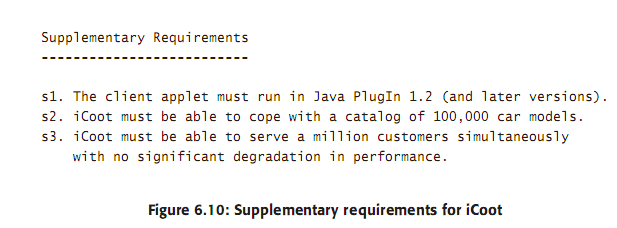 Supplementary Requirements
--------------------------
s1. The client applet must run in Java PlugIn 1.2 (and later versions).
s2. iCoot must be able to cope with a catalog of 100,000 car models.
s3. iCoot must be able to serve a million customers simultaneously
with no significant degradation in performance.
Figure 6.10: Supplementary requirements for iCoot